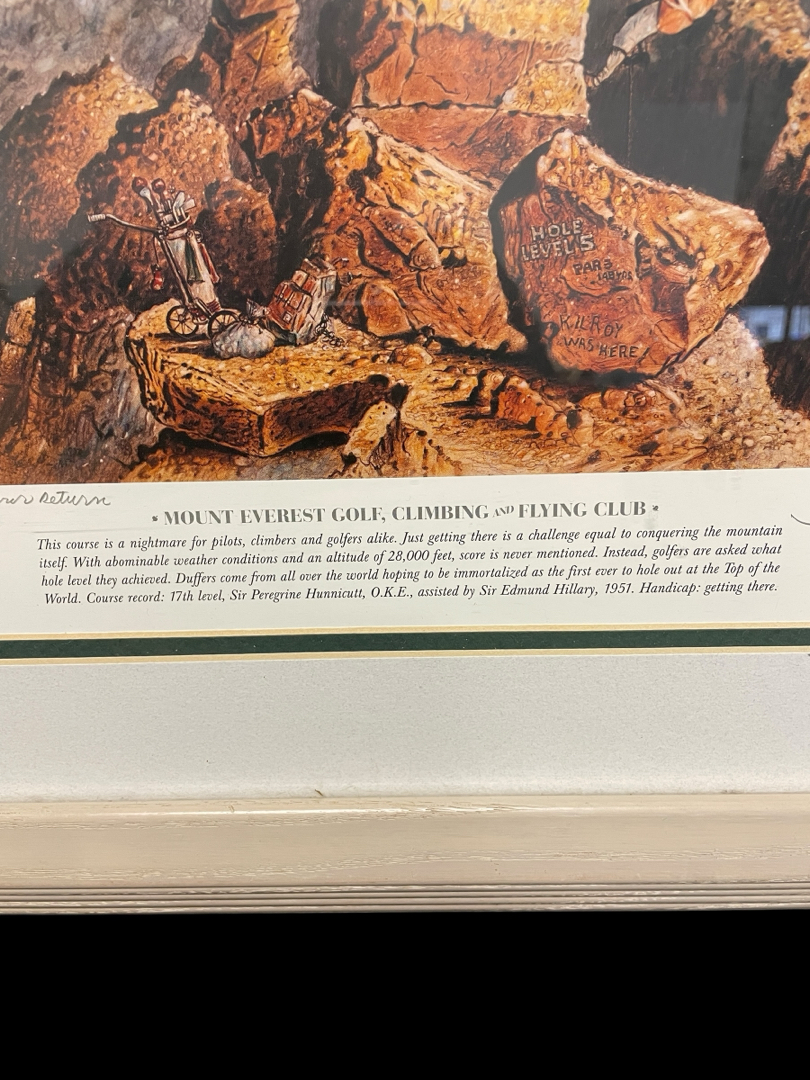 HOLE
LEVEL 5
PAR 3
KILROY
WAS HERE!
Return
MOUNT EVEREST GOLF, CLIMBING AND FLYING CLUB
This course is a nightmare for pilots, climbers and golfers alike. Just getting there is a challenge equal to conquering the mountain
itself. With abominable weather conditions and an altitude of 28,000 feet, score is never mentioned. Instead, golfers are asked what
hole level they achieved. Duffers come from all over the world hoping to be immortalized as the first ever to hole out at the Top of the
World. Course record: 17th level, Sir Peregrine Hunnicutt, O.K.E., assisted by Sir Edmund Hillary, 1951. Handicap: getting there.